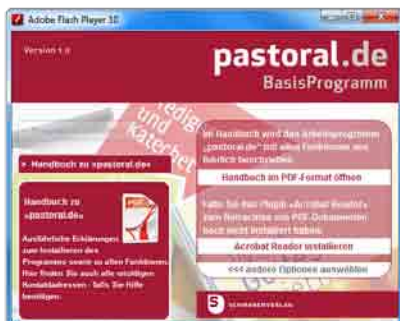 Adobe Flash Player 10
Version 1.0
pastoral.de
BasisProgramm
Handbuch zu »pastoral.de«
Handbuch zu
»pastoral.de«
PDF
Ausführliche Erklärungen
zum Installieren des
Programms sowie zu allen Funktionen.
Hier finden Sie auch alle wichtigen
Kontaktadressen - falls Sie Hilfe
benötigen.
Im Handbuch wird das Arbeitsprogramm
„pastoral.de“ mit allen Funktionen aus
führlich beschrieben.
Handbuch im PDF-Format öffnen
Falls Sie das Plugin »Acrobat Reader«
zum Betrachten von PDF-Dokumenten
noch nicht installiert haben:
Acrobat Reader installieren
<<< andere Optionen auswählen
S SCHWABENVERLAG